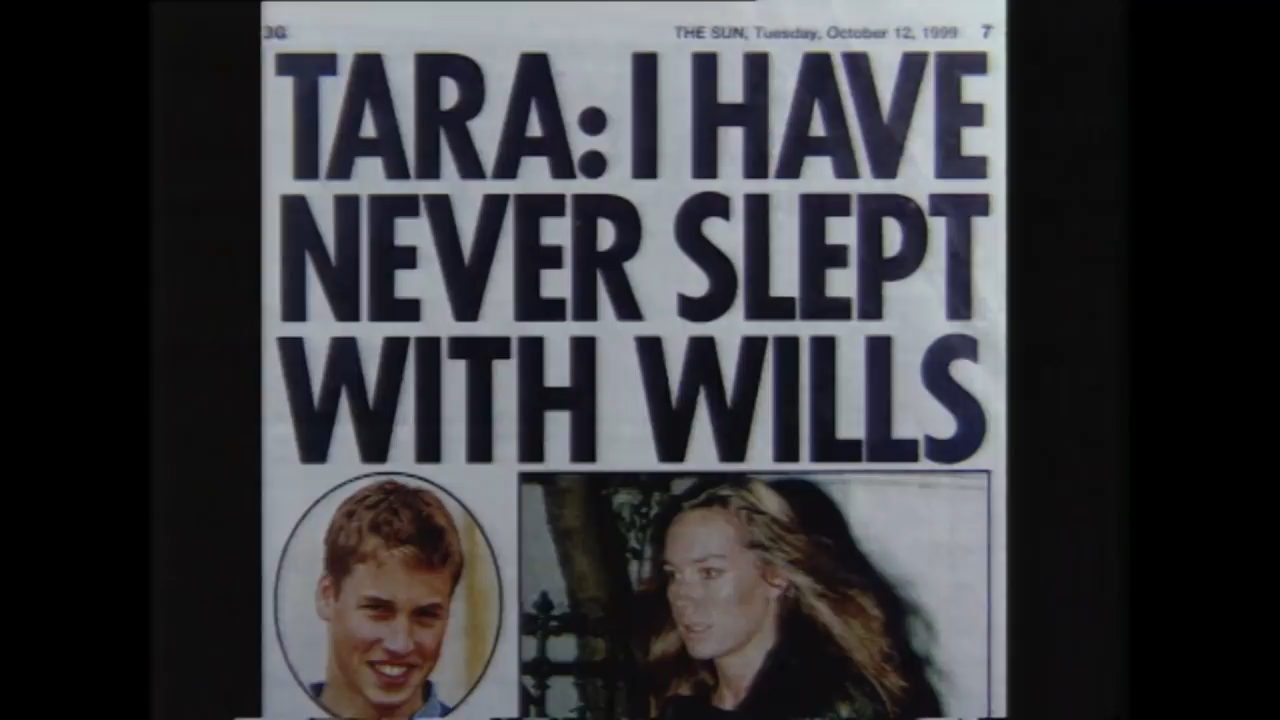 3G
THE SUN, Tuesday, October 12, 1999 7
TARA: I HAVE
NEVER SLEPT
WITH WILLS